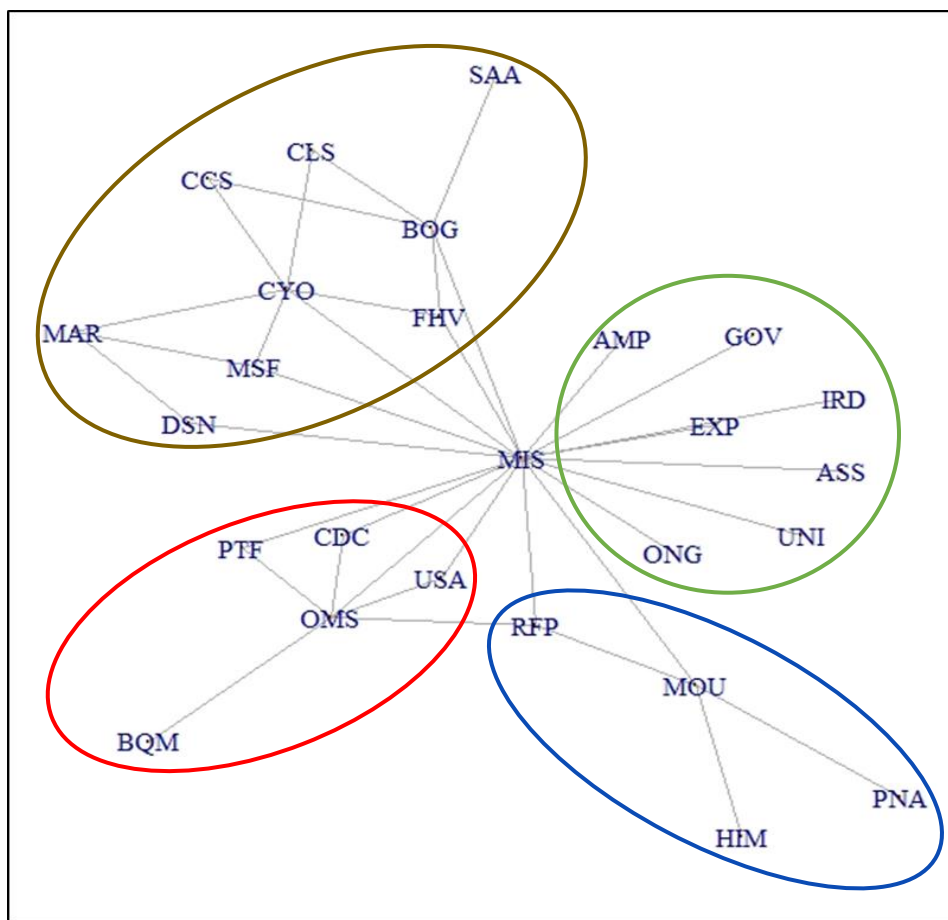 SAA
CLS
CCS
BOG
CYO
FHV
MAR
MSF
DSN
AMP
GOV
IRD
EXP
MIS
ASS
UNI
ONG
CDC
PTF
USA
OMS
RFP
MOU
BQM
PNA
HIM